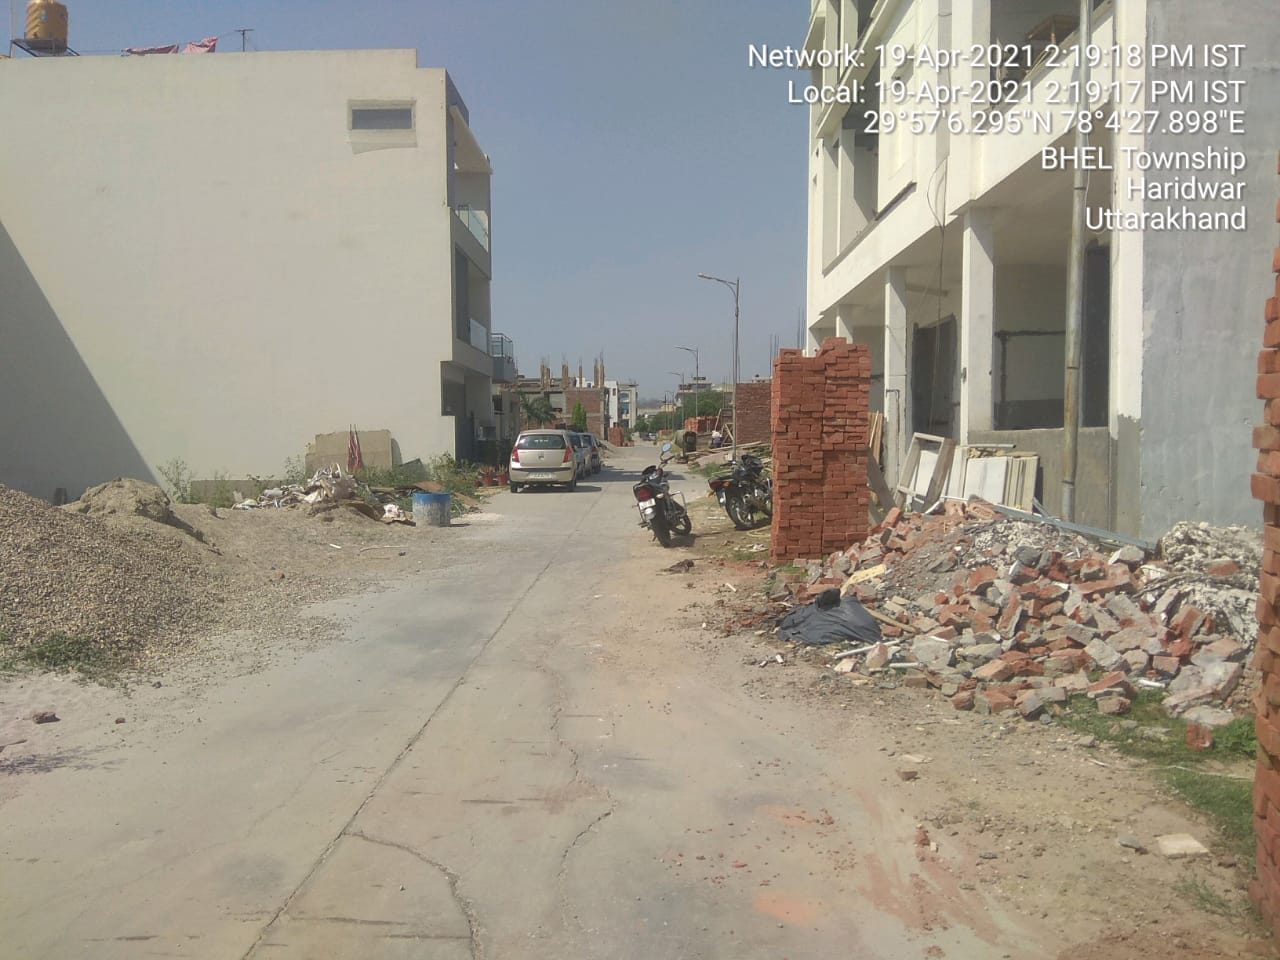 Network: 19-Apr-2021 2:19:18 PM IST
Local: 19-Apr-2021 2:19:17 PM IST
29°57'6.295"N 78°4'27.898"E
BHEL Township
Haridwar
Uttarakhand